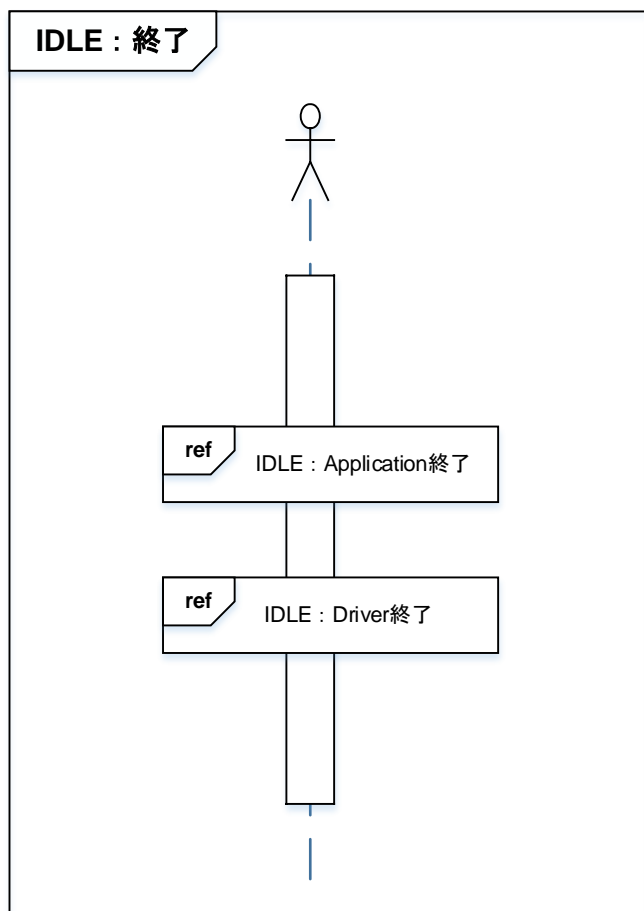 IDLE：終了
ref
IDLE：Application終了
ref
IDLE：Driver終了